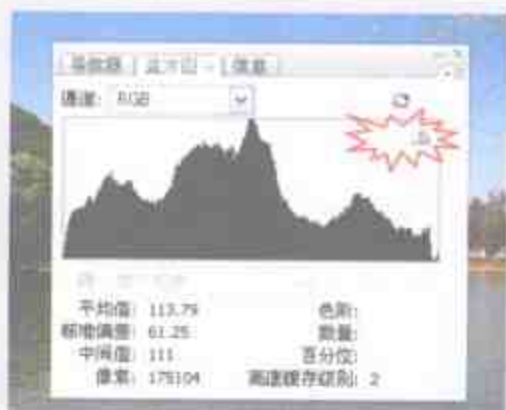 导航器 直方图 信息
通道: RGB
平均值: 113.79 色阶:
标准偏差: 61.25 数量:
中间值: 111 百分位:
像素: 175104 高速缓存级别: 2